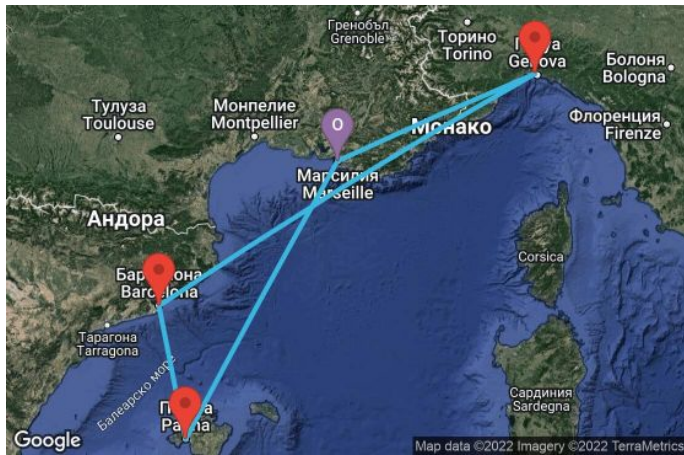 Гренобъл
Grenoble
Торино
Torino
Genova
Болоня
Bologna
Тулуза
Toulouse
Монпелие
Montpellier
O
Монако
Флоренция
Firenze
Марсилия
Marseille
Андора
Corsica
Barcelona
Тарагона
Tarragona
Балеарско море
Сардиния
Sardegna
Palma
Google
Map data ©2022 Imagery ©2022 TerraMetrics